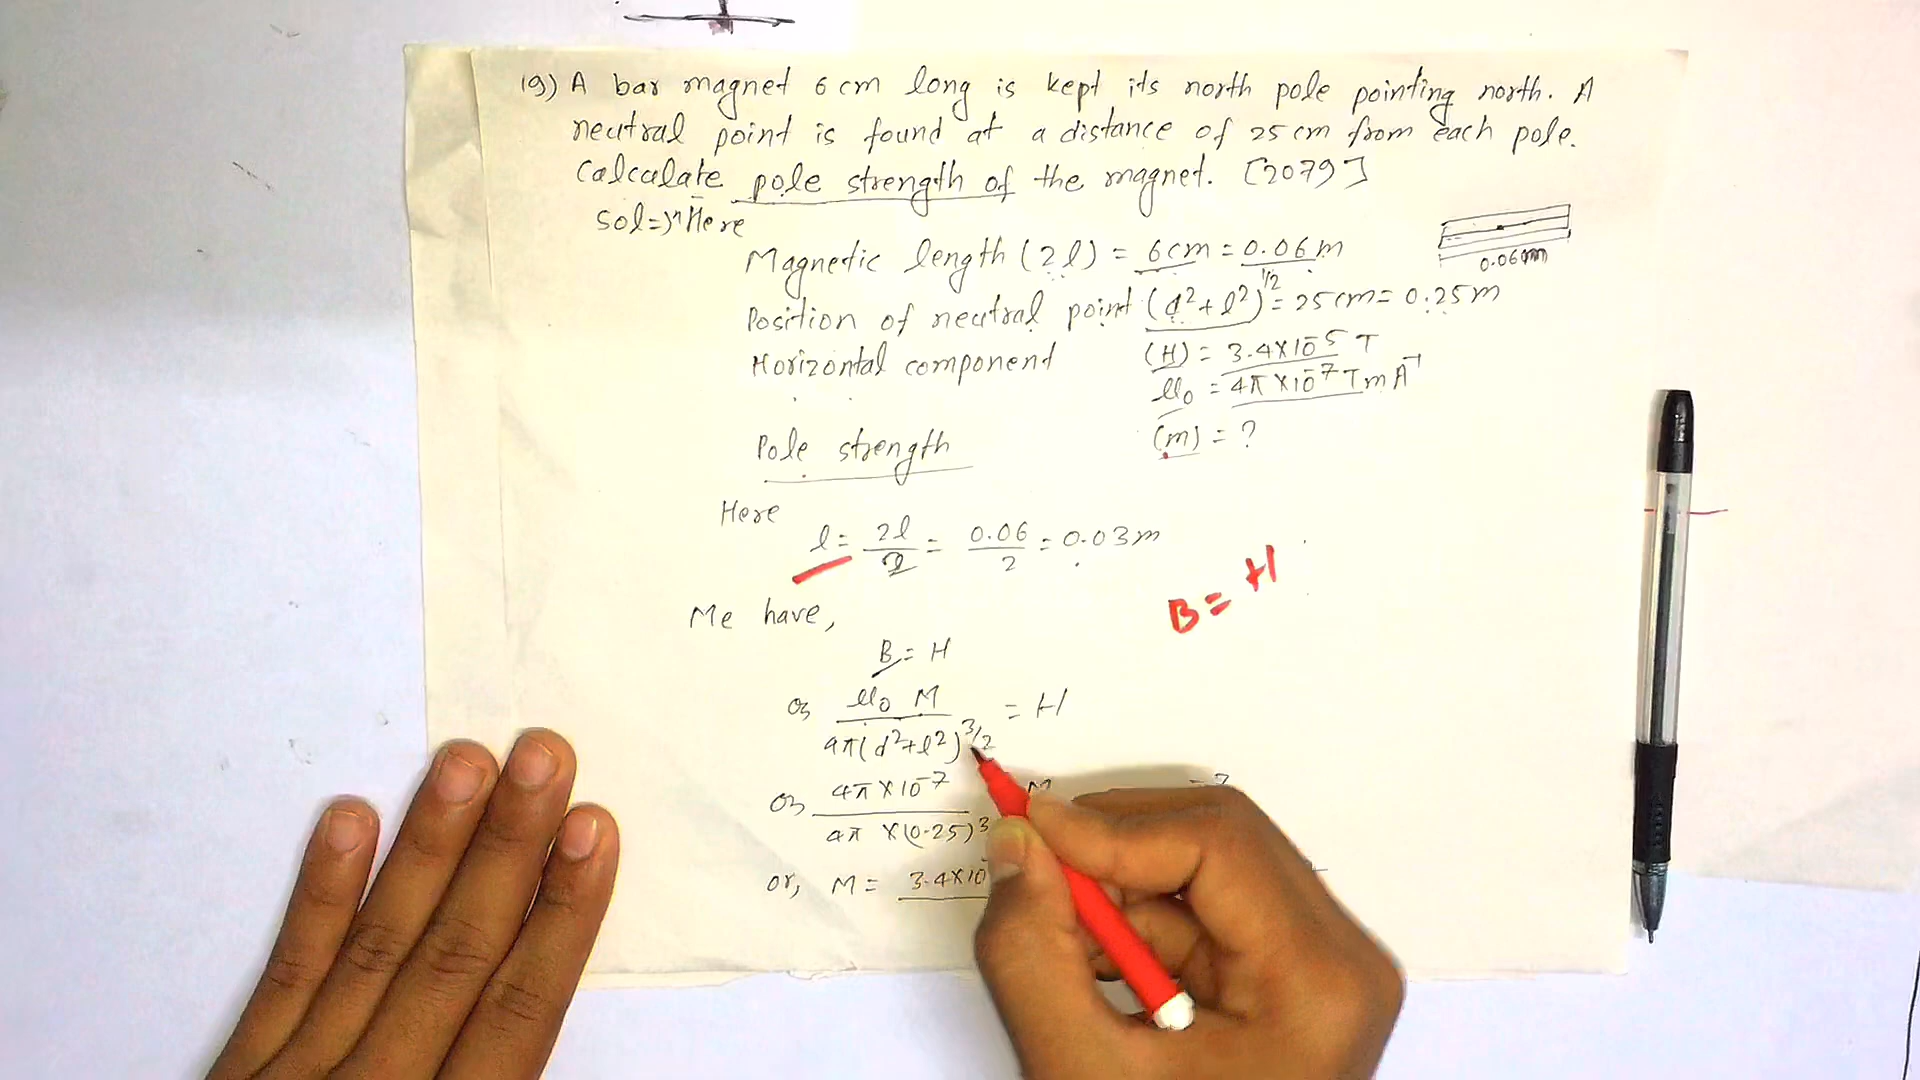 19) A bar magnet 6 cm long is kept its north pole pointing north. A
neutral point is found at a distance of 25 cm from each pole.
Calculate pole strength of the magnet. [2079]
Sol=>n Here
0.06m
Magnetic length (2l) = 6cm = 0.06m
Position of neutral point (d²+l²)^1/2 = 25cm = 0.25m
Horizontal component (H) = 3.4×10⁻⁵ T
μ₀ = 4π×10⁻⁷ TmA⁻¹
Pole strength (m) = ?
Here
l = 2l/2 = 0.06/2 = 0.03m
B = H
We have,
B = H
or μ₀ M / 4π(d²+l²)^3/2 = H
or 4π×10⁻⁷ / 4π×(0.25)³ M
or, M = 3.4×10